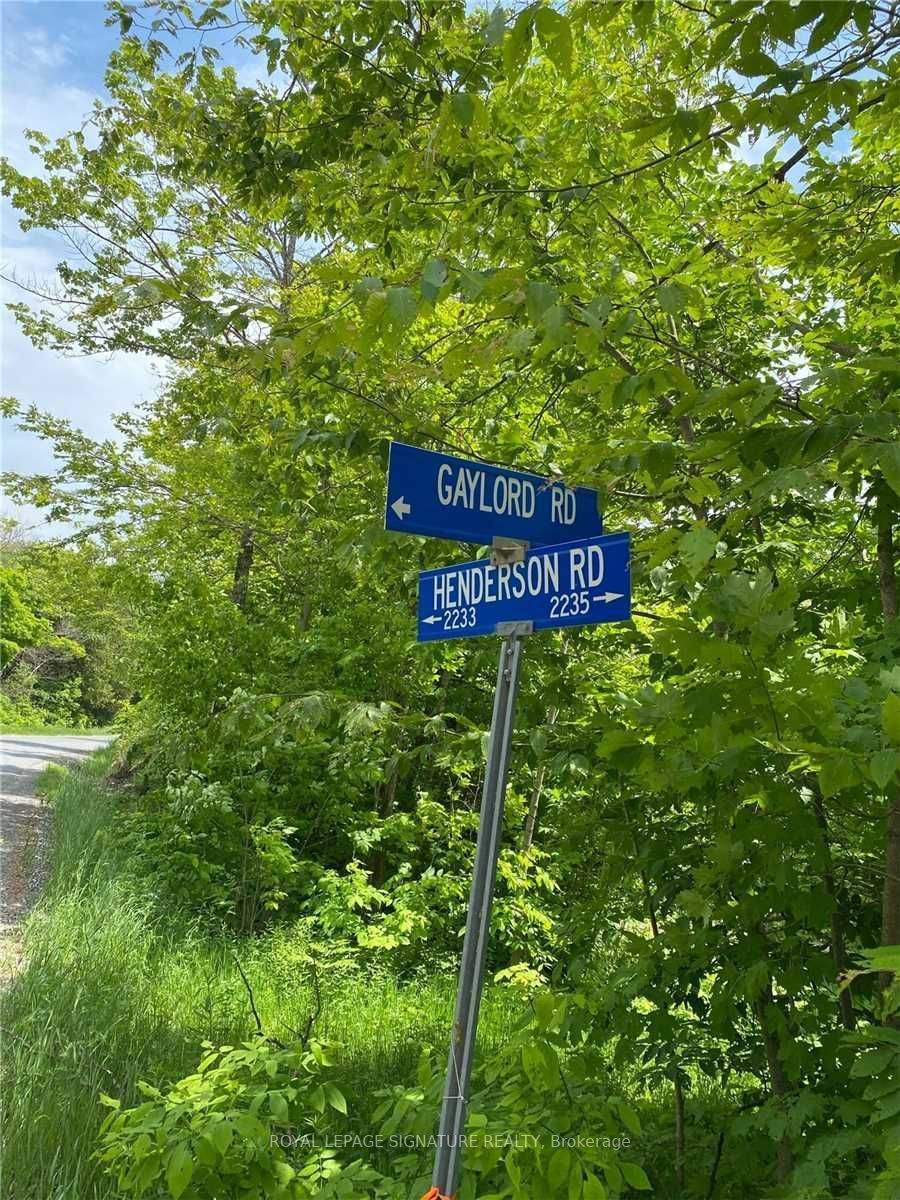 GAYLORD RD
←
HENDERSON RD
← 2233 2235 →
ROYAL LEPAGE SIGNATURE REALTY, Brokerage